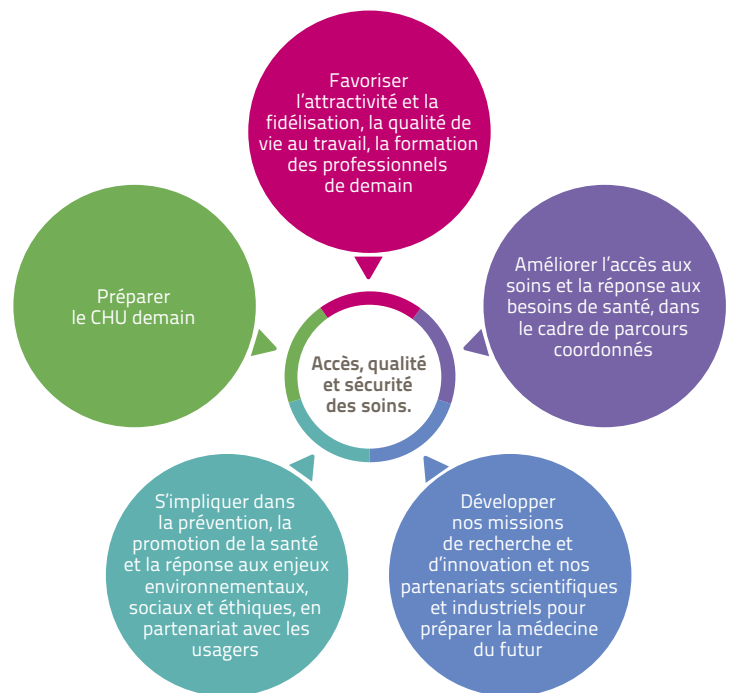 Favoriser
l'attractivité et la
fidélisation, la qualité de
vie au travail, la formation
des professionnels
de demain
Améliorer l'accès aux
soins et la réponse aux
besoins de santé, dans
le cadre de parcours
coordonnés
Préparer
le CHU demain
Accès, qualité
et sécurité
des soins.
S'impliquer dans
la prévention, la
promotion de la santé
et la réponse aux enjeux
environnementaux,
sociaux et éthiques, en
partenariat avec les
usagers
Développer
nos missions
de recherche et
d'innovation et nos
partenariats scientifiques
et industriels pour
préparer la médecine
du futur